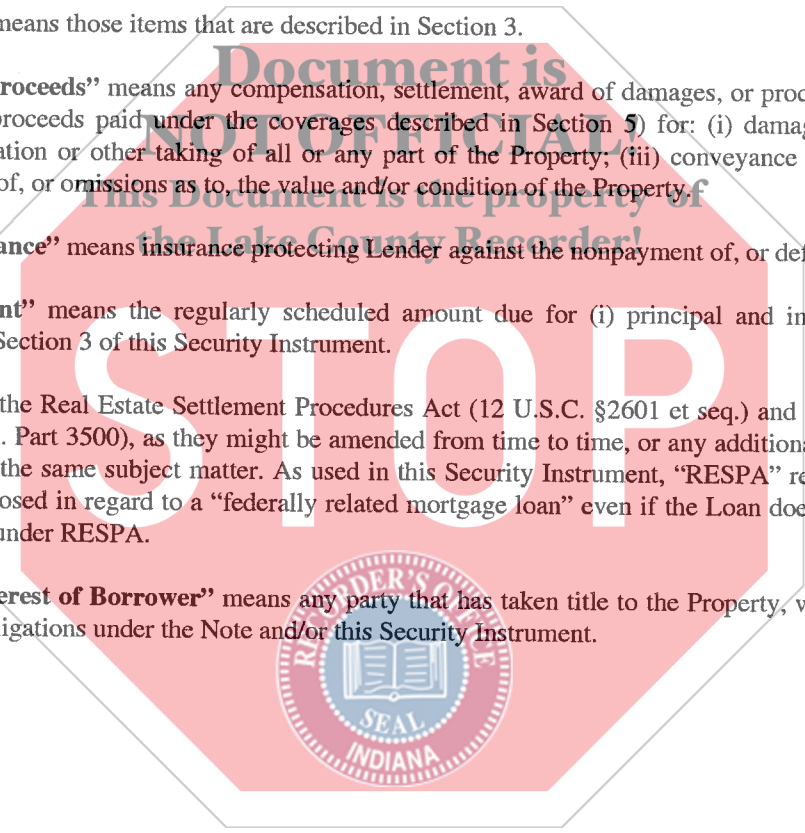 means those items that are described in Section 3.
Document is
roceeds” means any compensation, settlement, award of damages, or proc
proceeds paid under the coverages described in Section 5) for: (i) damag
NOT OFFICIAL!
ation or other taking of all or any part of the Property; (iii) conveyance
of, or omissions as to, the value and/or condition of the Property.
This Document is the property of
the Lake County Recorder!
ance” means insurance protecting Lender against the nonpayment of, or def
nt” means the regularly scheduled amount due for (i) principal and in
Section 3 of this Security Instrument.
STOP
the Real Estate Settlement Procedures Act (12 U.S.C. §2601 et seq.) and
. Part 3500), as they might be amended from time to time, or any additiona
the same subject matter. As used in this Security Instrument, “RESPA” re
osed in regard to a “federally related mortgage loan” even if the Loan doe
under RESPA.
erest of Borrower” means any party that has taken title to the Property, w
ligations under the Note and/or this Security Instrument.
RECORDER'S OFFICE
SEAL
INDIANA